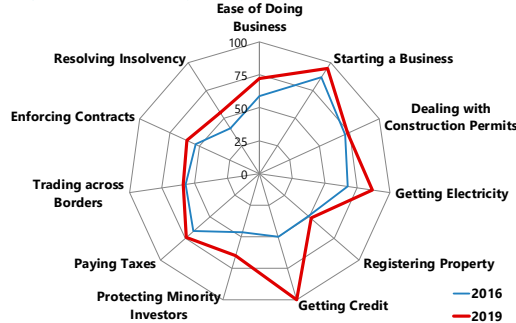 Ease of Doing
Business
100
75
50
25
0
Starting a Business
Dealing with
Construction Permits
Getting Electricity
Registering Property
Getting Credit
Protecting Minority
Investors
Paying Taxes
Trading across
Borders
Enforcing Contracts
Resolving Insolvency
2016
2019